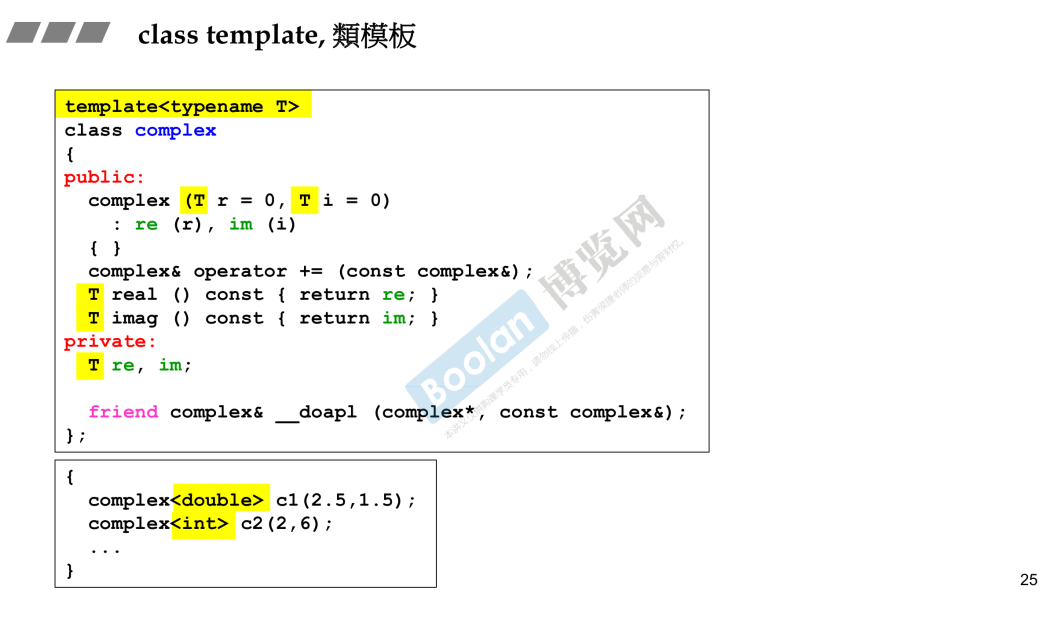 class template, 類模板
template<typename T>
class complex
{
public:
  complex (T r = 0, T i = 0)
    : re (r), im (i)
  { }
  complex& operator += (const complex&);
  T real () const { return re; }
  T imag () const { return im; }
private:
  T re, im;
  friend complex& __doapl (complex*, const complex&);
};
{
  complex<double> c1(2.5,1.5);
  complex<int> c2(2,6);
  ...
}
Boolan 博览网
25